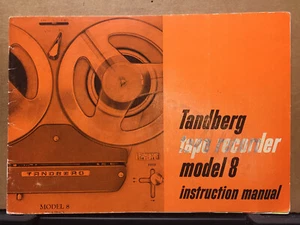 Tandberg
tape recorder
model 8
instruction manual
TANDBERG
MODEL 8